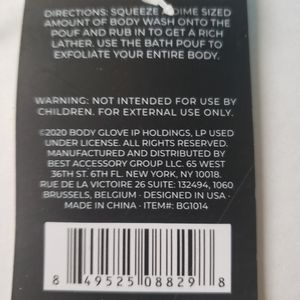 DIRECTIONS: SQUEEZE A DIME SIZED
AMOUNT OF BODY WASH ONTO THE
POUF AND RUB IN TO GET A RICH
LATHER. USE THE BATH POUF TO
EXFOLIATE YOUR ENTIRE BODY.
WARNING: NOT INTENDED FOR USE BY
CHILDREN. FOR EXTERNAL USE ONLY.
©2020 BODY GLOVE IP HOLDINGS, LP USED
UNDER LICENSE. ALL RIGHTS RESERVED.
MANUFACTURED AND DISTRIBUTED BY
BEST ACCESSORY GROUP LLC. 65 WEST
36TH ST. 6TH FL. NEW YORK, NY 10018.
RUE DE LA VICTOIRE 26 SUITE: 132494, 1060
BRUSSELS, BELGIUM · DESIGNED IN USA ·
MADE IN CHINA · ITEM#: BG1014
8 49525 08829 8